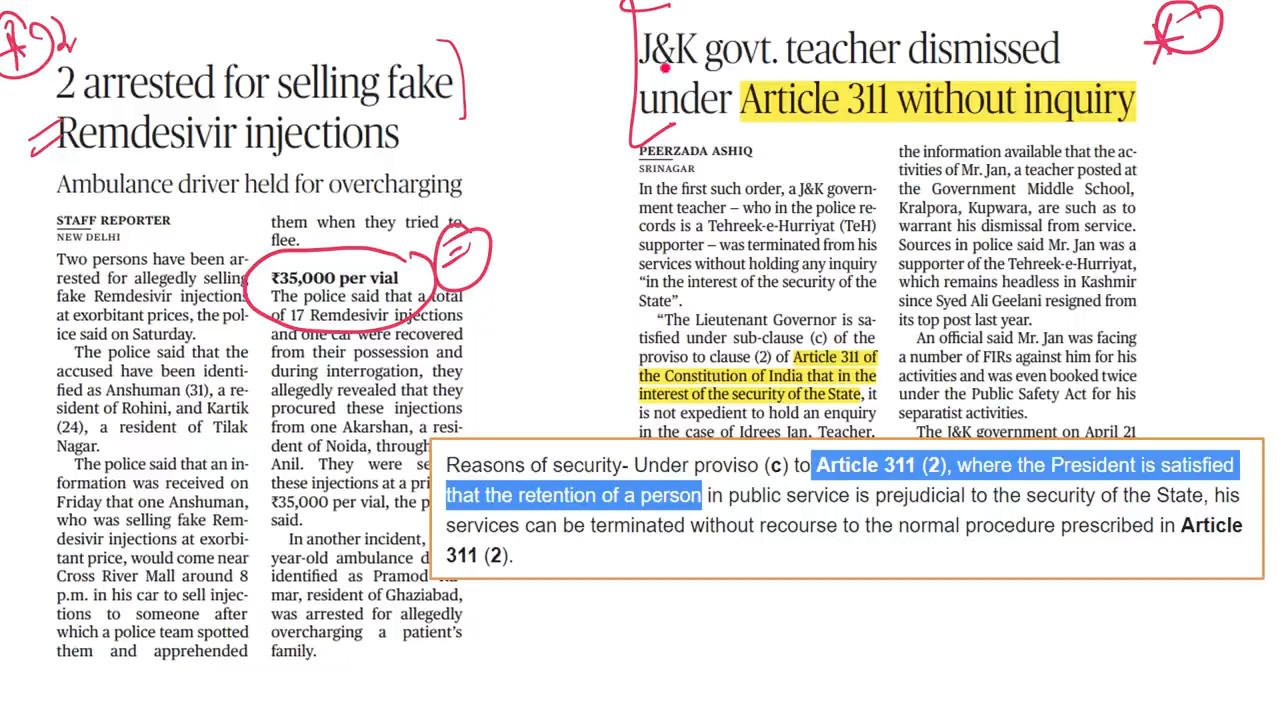 2 arrested for selling fake
Remdesivir injections
Ambulance driver held for overcharging
STAFF REPORTER
NEW DELHI
Two persons have been ar-
rested for allegedly selling
fake Remdesivir injections
at exorbitant prices, the pol-
ice said on Saturday.
The police said that the
accused have been identi-
fied as Anshuman (31), a re-
sident of Rohini, and Kartik
(24), a resident of Tilak
Nagar.
The police said that an in-
formation was received on
Friday that one Anshuman,
who was selling fake Rem-
desivir injections at exorbi-
tant price, would come near
Cross River Mall around 8
p.m. in his car to sell injec-
tions to someone after
which a police team spotted
them and apprehended
them when they tried to
flee.
₹35,000 per vial
The police said that a total
of 17 Remdesivir injections
and one car were recovered
from their possession and
during interrogation, they
allegedly revealed that they
procured these injections
from one Akarshan, a resi-
dent of Noida, through
Anil. They were se
these injections at a pri
₹35,000 per vial, the p
said.
In another incident,
year-old ambulance d
identified as Pramod
mar, resident of Ghaziabad,
was arrested for allegedly
overcharging a patient's
family.
J&K govt. teacher dismissed
under Article 311 without inquiry
PEERZADA ASHIQ
SRINAGAR
In the first such order, a J&K govern-
ment teacher – who in the police re-
cords is a Tehreek-e-Hurriyat (TeH)
supporter – was terminated from his
services without holding any inquiry
"in the interest of the security of the
State".
"The Lieutenant Governor is sa-
tisfied under sub-clause (c) of the
proviso to clause (2) of Article 311 of
the Constitution of India that in the
interest of the security of the State, it
is not expedient to hold an enquiry
in the case of Idrees Jan, Teacher,
the information available that the ac-
tivities of Mr. Jan, a teacher posted at
the Government Middle School,
Kralpora, Kupwara, are such as to
warrant his dismissal from service.
Sources in police said Mr. Jan was a
supporter of the Tehreek-e-Hurriyat,
which remains headless in Kashmir
since Syed Ali Geelani resigned from
its top post last year.
An official said Mr. Jan was facing
a number of FIRs against him for his
activities and was even booked twice
under the Public Safety Act for his
separatist activities.
The J&K government on April 21
Reasons of security- Under proviso (c) to Article 311 (2), where the President is satisfied
that the retention of a person in public service is prejudicial to the security of the State, his
services can be terminated without recourse to the normal procedure prescribed in Article
311 (2).